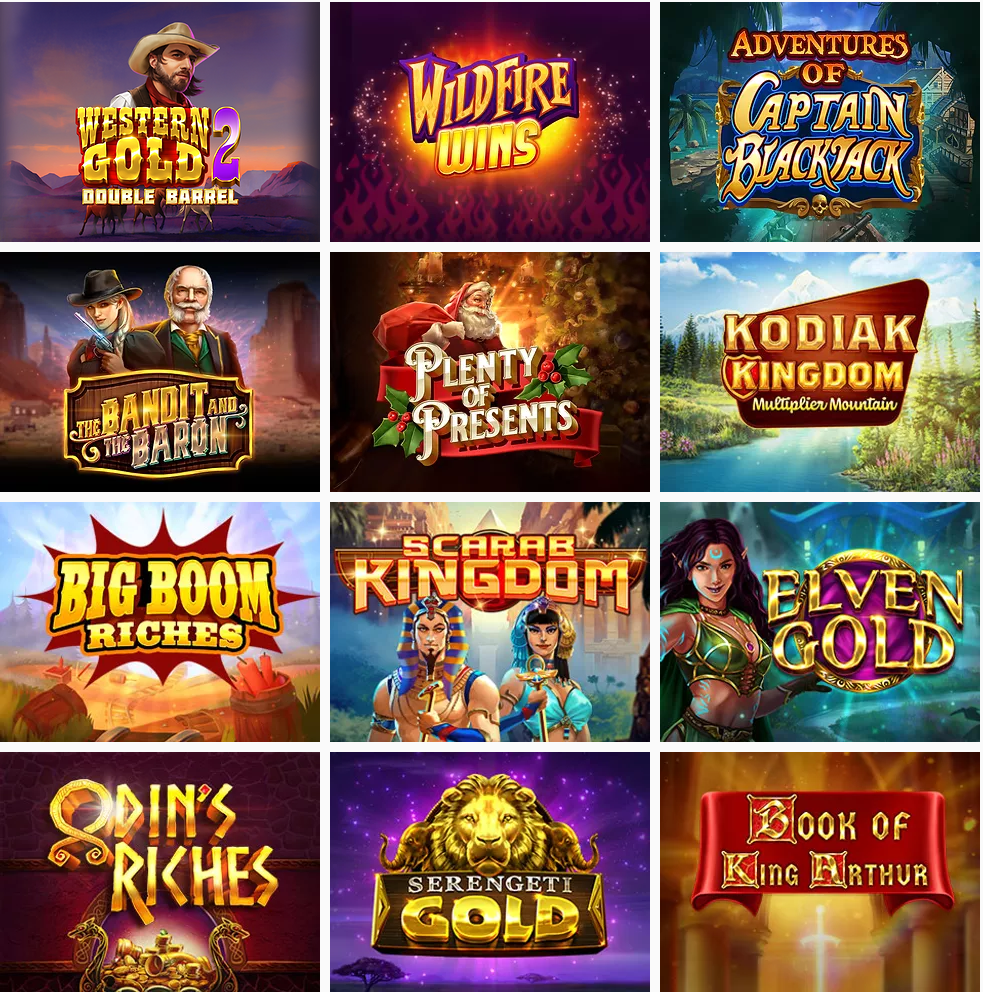 WESTERN
GOLD 2
DOUBLE BARREL
WILDFIRE
WINS
ADVENTURES
OF
CAPTAIN
BLACKJACK
THE BANDIT AND
THE BARON
PLENTY
OF
PRESENTS
KODIAK
KINGDOM
Multiplier Mountain
BIG BOOM
RICHES
SCARAB
KINGDOM
ELVEN
GOLD
ODIN'S
RICHES
SERENGETI
GOLD
BOOK OF
KING ARTHUR